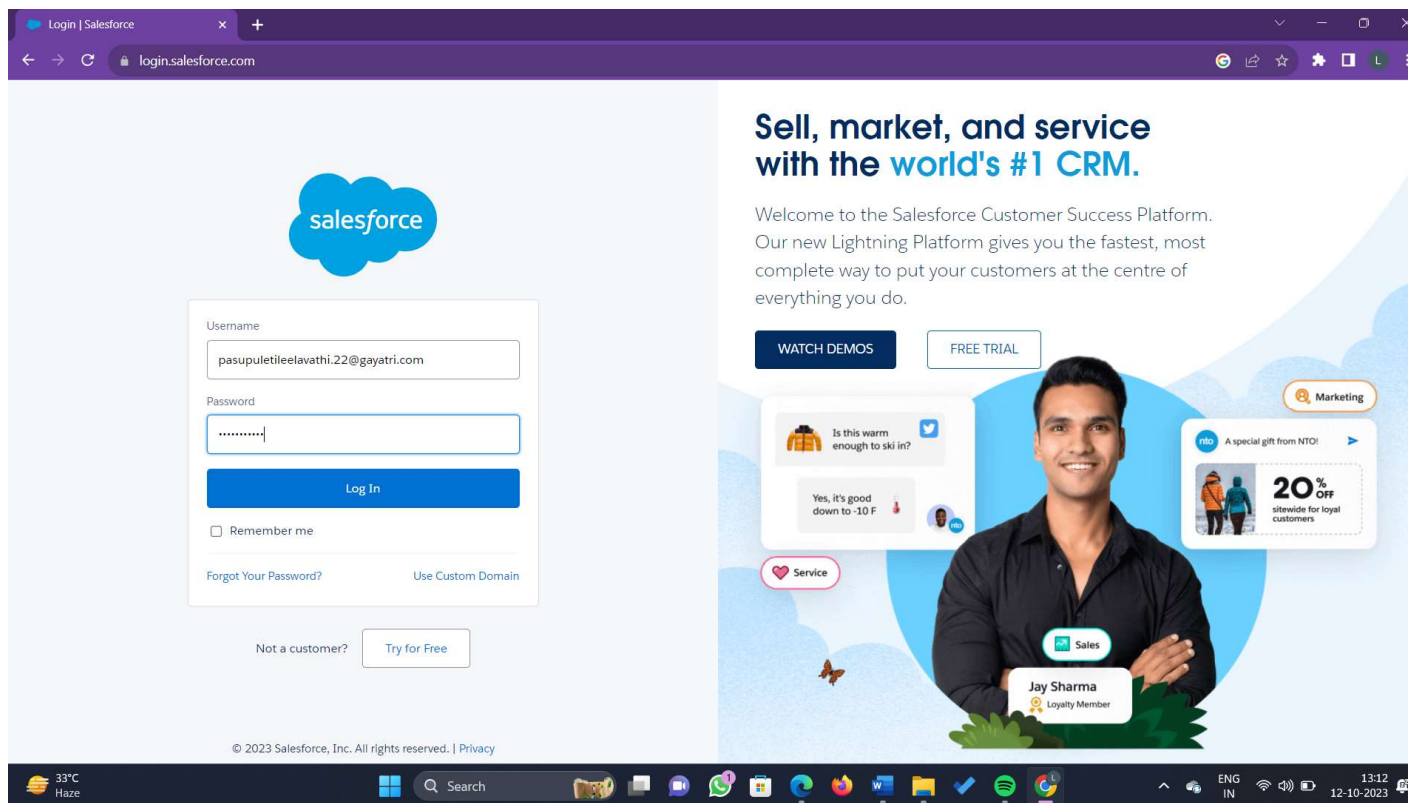 Login | Salesforce
login.salesforce.com
L
salesforce
Username
pasupuletileelavathi.22@gayatri.com
Password
Log In
Remember me
Forgot Your Password?
Use Custom Domain
Not a customer?
Try for Free
© 2023 Salesforce, Inc. All rights reserved. | Privacy
Sell, market, and service
with the world's #1 CRM.
Welcome to the Salesforce Customer Success Platform.
Our new Lightning Platform gives you the fastest, most
complete way to put your customers at the centre of
everything you do.
WATCH DEMOS
FREE TRIAL
Is this warm
enough to ski in?
Yes, it's good
down to -10 F
nto
Service
Marketing
nto
A special gift from NTO!
20% OFF
sitewide for loyal
customers
Sales
Jay Sharma
Loyalty Member
33°C
Haze
Search
1
W
L
ENG
IN
13:12
12-10-2023